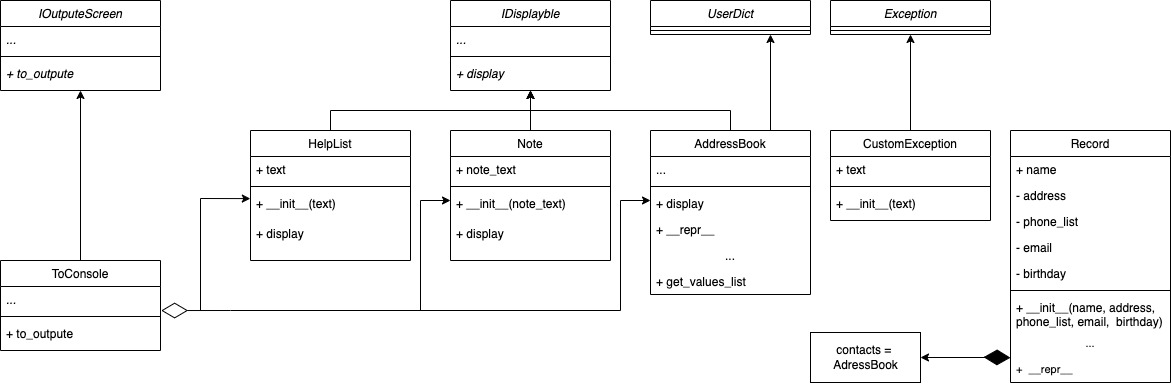 IOutputeScreen
...
+ to_outpute
IDisplayble
...
+ display
UserDict
Exception
HelpList
+ text
+ __init__(text)
+ display
Note
+ note_text
+ __init__(note_text)
+ display
AddressBook
...
+ display
+ __repr__
...
+ get_values_list
CustomException
+ text
+ __init__(text)
Record
+ name
- address
- phone_list
- email
- birthday
+ __init__(name, address,
phone_list, email, birthday)
...
+ __repr__
ToConsole
...
+ to_outpute
contacts =
AdressBook